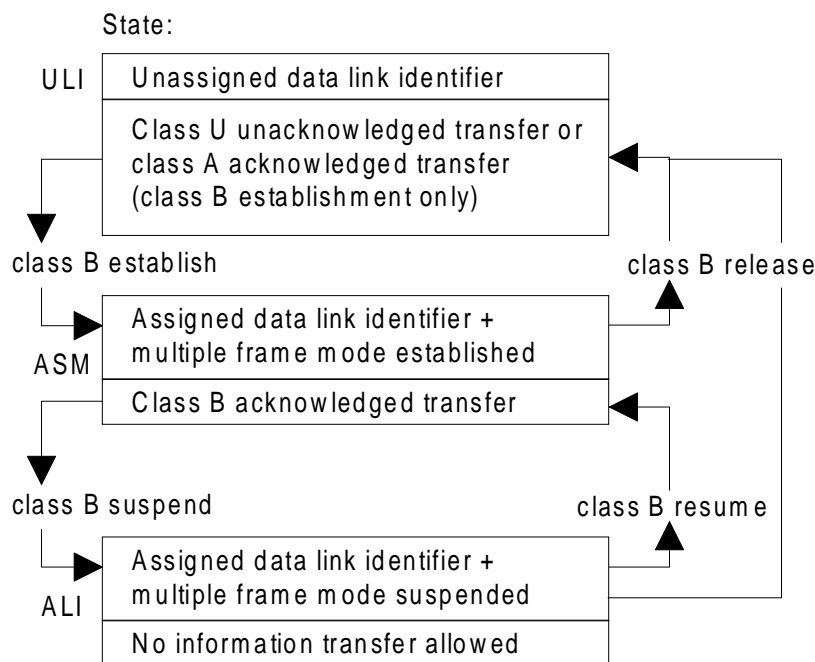 State:
ULI
Unassigned data link identifier
Class U unacknowledged transfer or
class A acknowledged transfer
(class B establishment only)
class B establish
class B release
Assigned data link identifier +
multiple frame mode established
ASM
Class B acknowledged transfer
class B suspend
class B resume
Assigned data link identifier +
multiple frame mode suspended
ALI
No information transfer allowed